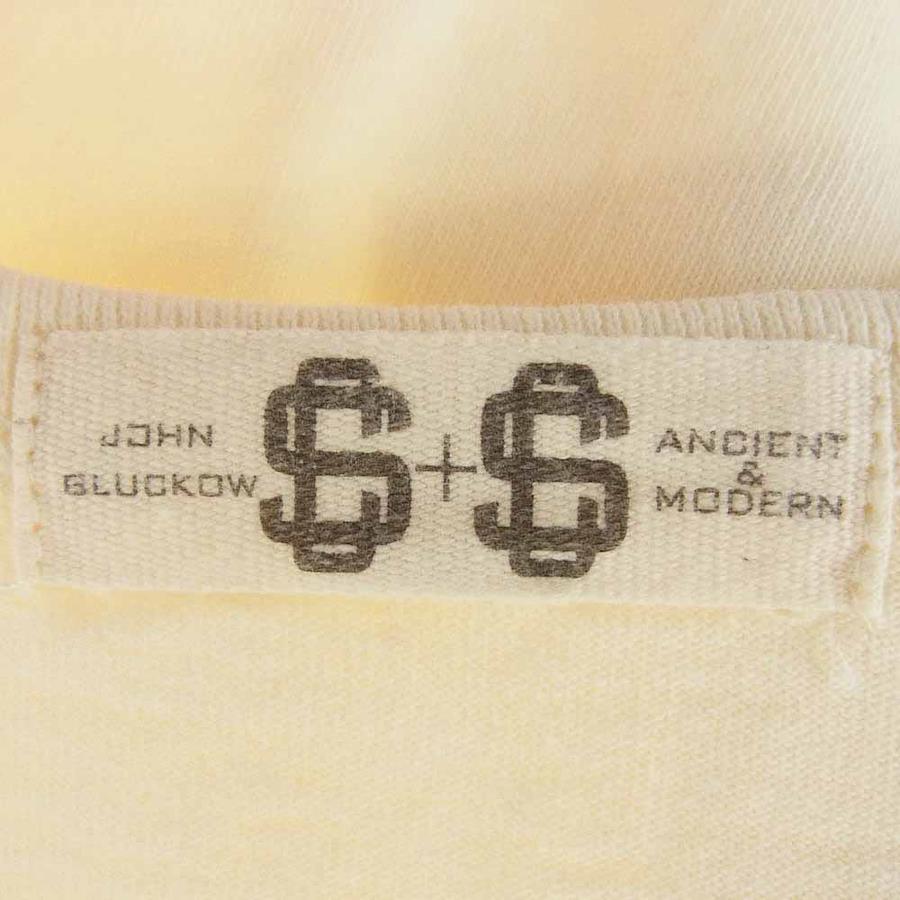 JOHN
GLUCKOW
+
ANCIENT
&
MODERN